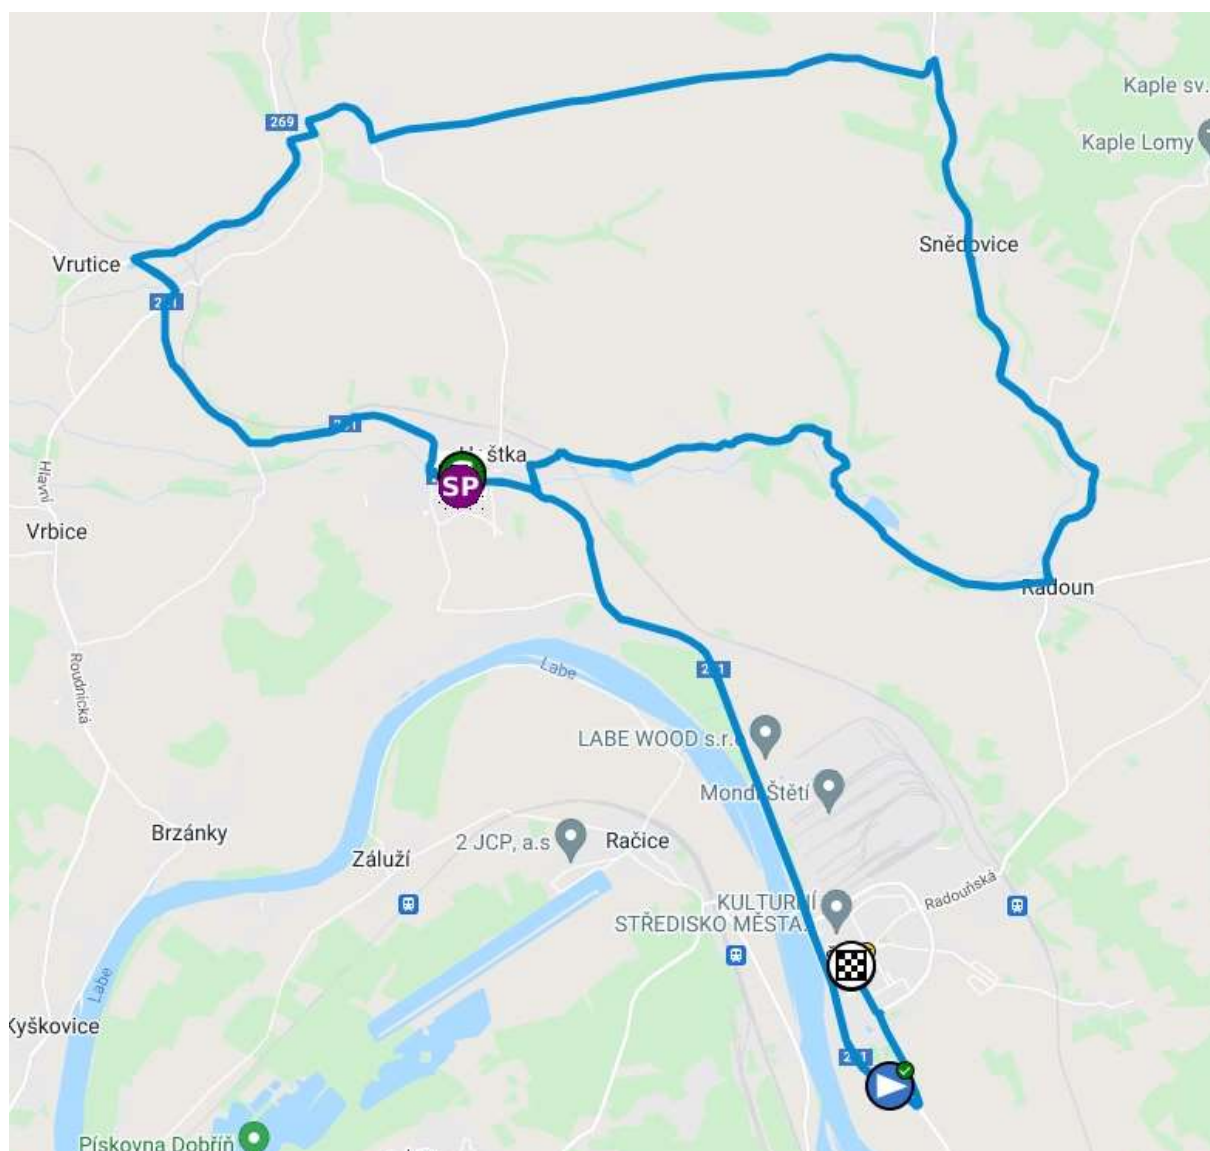 Kaple sv.
269
Kaple Lomy
Snědovice
Vrutice
štka
SP
Hlavní
Vrbice
Radoun
Labe
Roudnická
LABE WOOD s.r.
Mondi Štětí
Brzánky
2 JCP, a.s
Račice
Záluží
Radouňská
KULTURNÍ
STŘEDISKO MĚSTA
Labe
Kyškovice
Pískovna Dobříň